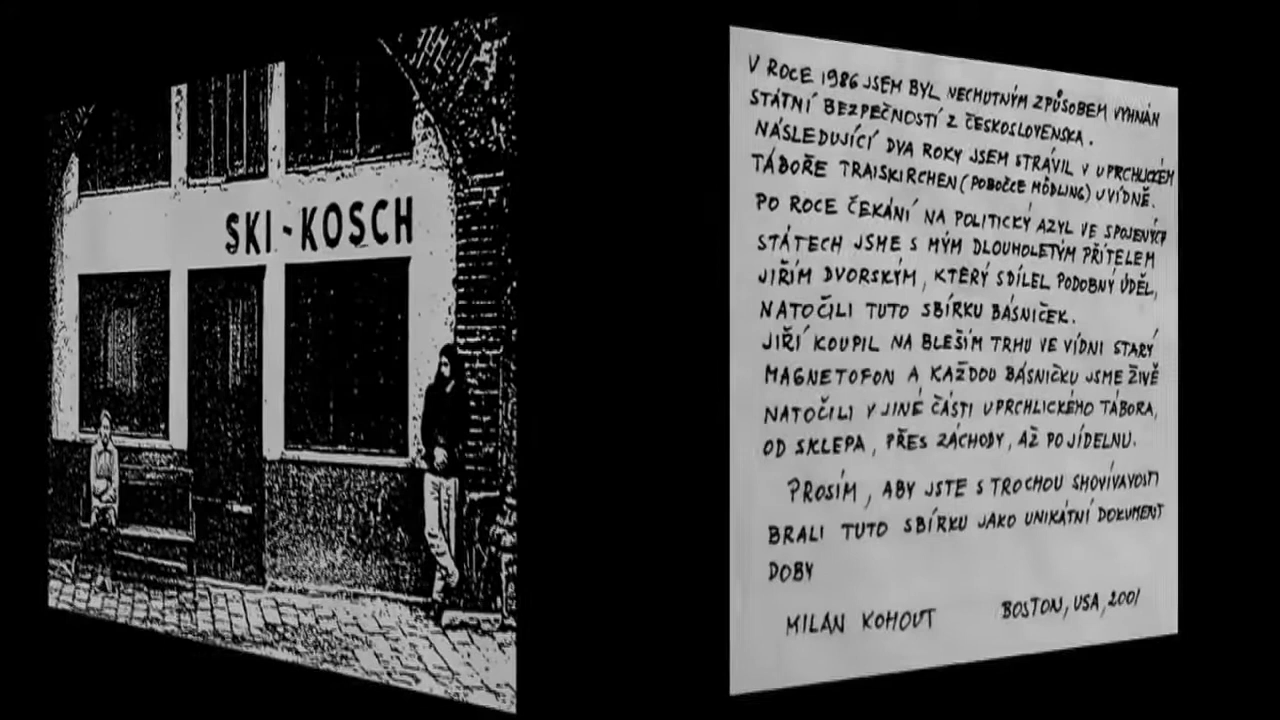 SKI-KOSCH
V ROCE 1986 JSEM BYL NECHUTNÝM ZPŮSOBEM VYHNÁN
STÁTNÍ BEZPEČNOSTÍ Z ČESKOSLOVENSKA.
NÁSLEDUJÍCÍ DVA ROKY JSEM STRÁVIL V UPRCHLICKÉM
TÁBOŘE TRAISKIRCHEN (POBOČCE MÖDLING) U VÍDNĚ.
PO ROCE ČEKÁNÍ NA POLITICKÝ AZYL VE SPOJENÝCH
STÁTECH JSME S MÝM DLOUHOLETÝM PŘÍTELEM
JIŘÍM DVORSKÝM, KTERÝ SDÍLEL PODOBNÝ ÚDĚL,
NATOČILI TUTO SBÍRKU BÁSNIČEK.
JIŘÍ KOUPIL NA BLEŠÍM TRHU VE VÍDNI STARÝ
MAGNETOFON A KAŽDOU BÁSNIČKU JSME ŽIVĚ
NATOČILI V JINÉ ČÁSTI UPRCHLICKÉHO TÁBORA,
OD SKLEPA, PŘES ZÁCHODY, AŽ PO JÍDELNU.
PROSÍM, ABY JSTE S TROCHOU SHOVÍVAVOSTI
BRALI TUTO SBÍRKU JAKO UNIKÁTNÍ DOKUMENT
DOBY
MILAN KOHOUT BOSTON, USA, 2001